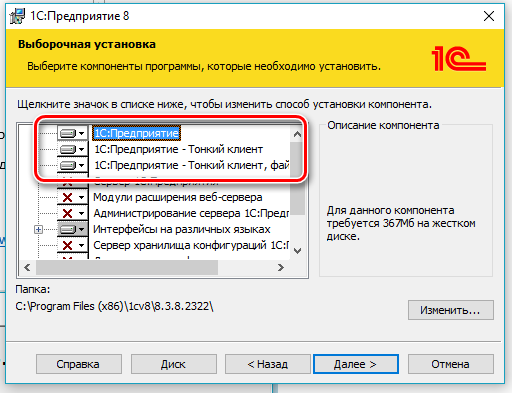 1С:Предприятие 8
Выборочная установка
Выберите компоненты программы, которые необходимо установить.
1С
Щелкните значок в списке ниже, чтобы изменить способ установки компонента.
1С:Предприятие
1С:Предприятие - Тонкий клиент
1С:Предприятие - Тонкий клиент, фай
Сервер 1С:Предприятия
Модули расширения веб-сервера
Администрирование сервера 1С:Пред
Интерфейсы на различных языках
Сервер хранилища конфигураций 1С:П
Описание компонента
Для данного компонента
требуется 367Мб на жестком
диске.
Папка:
C:\Program Files (x86)\1cv8\8.3.8.2322\
Изменить...
Справка
Диск
< Назад
Далее >
Отмена